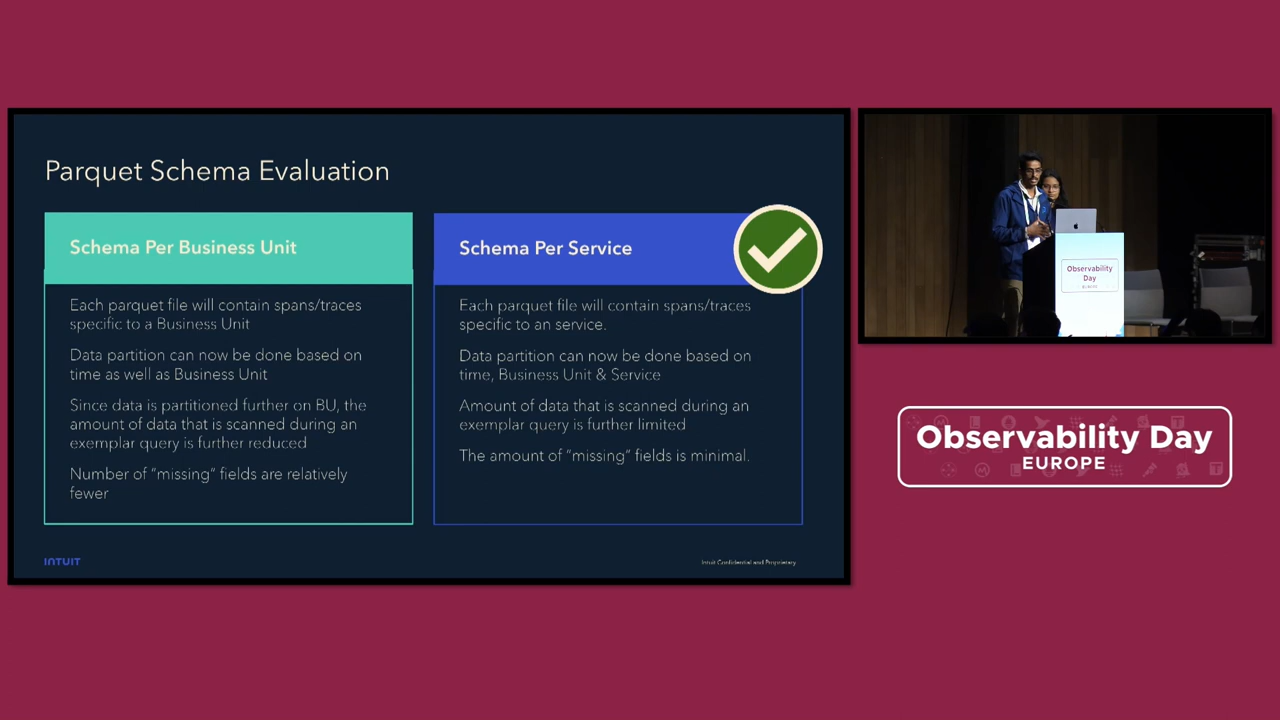 Parquet Schema Evaluation
Schema Per Business Unit
Each parquet file will contain spans/traces
specific to a Business Unit
Data partition can now be done based on
time as well as Business Unit
Since data is partitioned further on BU, the
amount of data that is scanned during an
exemplar query is further reduced
Number of “missing” fields are relatively
fewer
Schema Per Service
Each parquet file will contain spans/traces
specific to an service.
Data partition can now be done based on
time, Business Unit & Service
Amount of data that is scanned during an
exemplar query is further limited
The amount of “missing” fields is minimal.
INTUIT
Intuit Confidential and Proprietary
Observability
Day
EUROPE
Observability Day
EUROPE